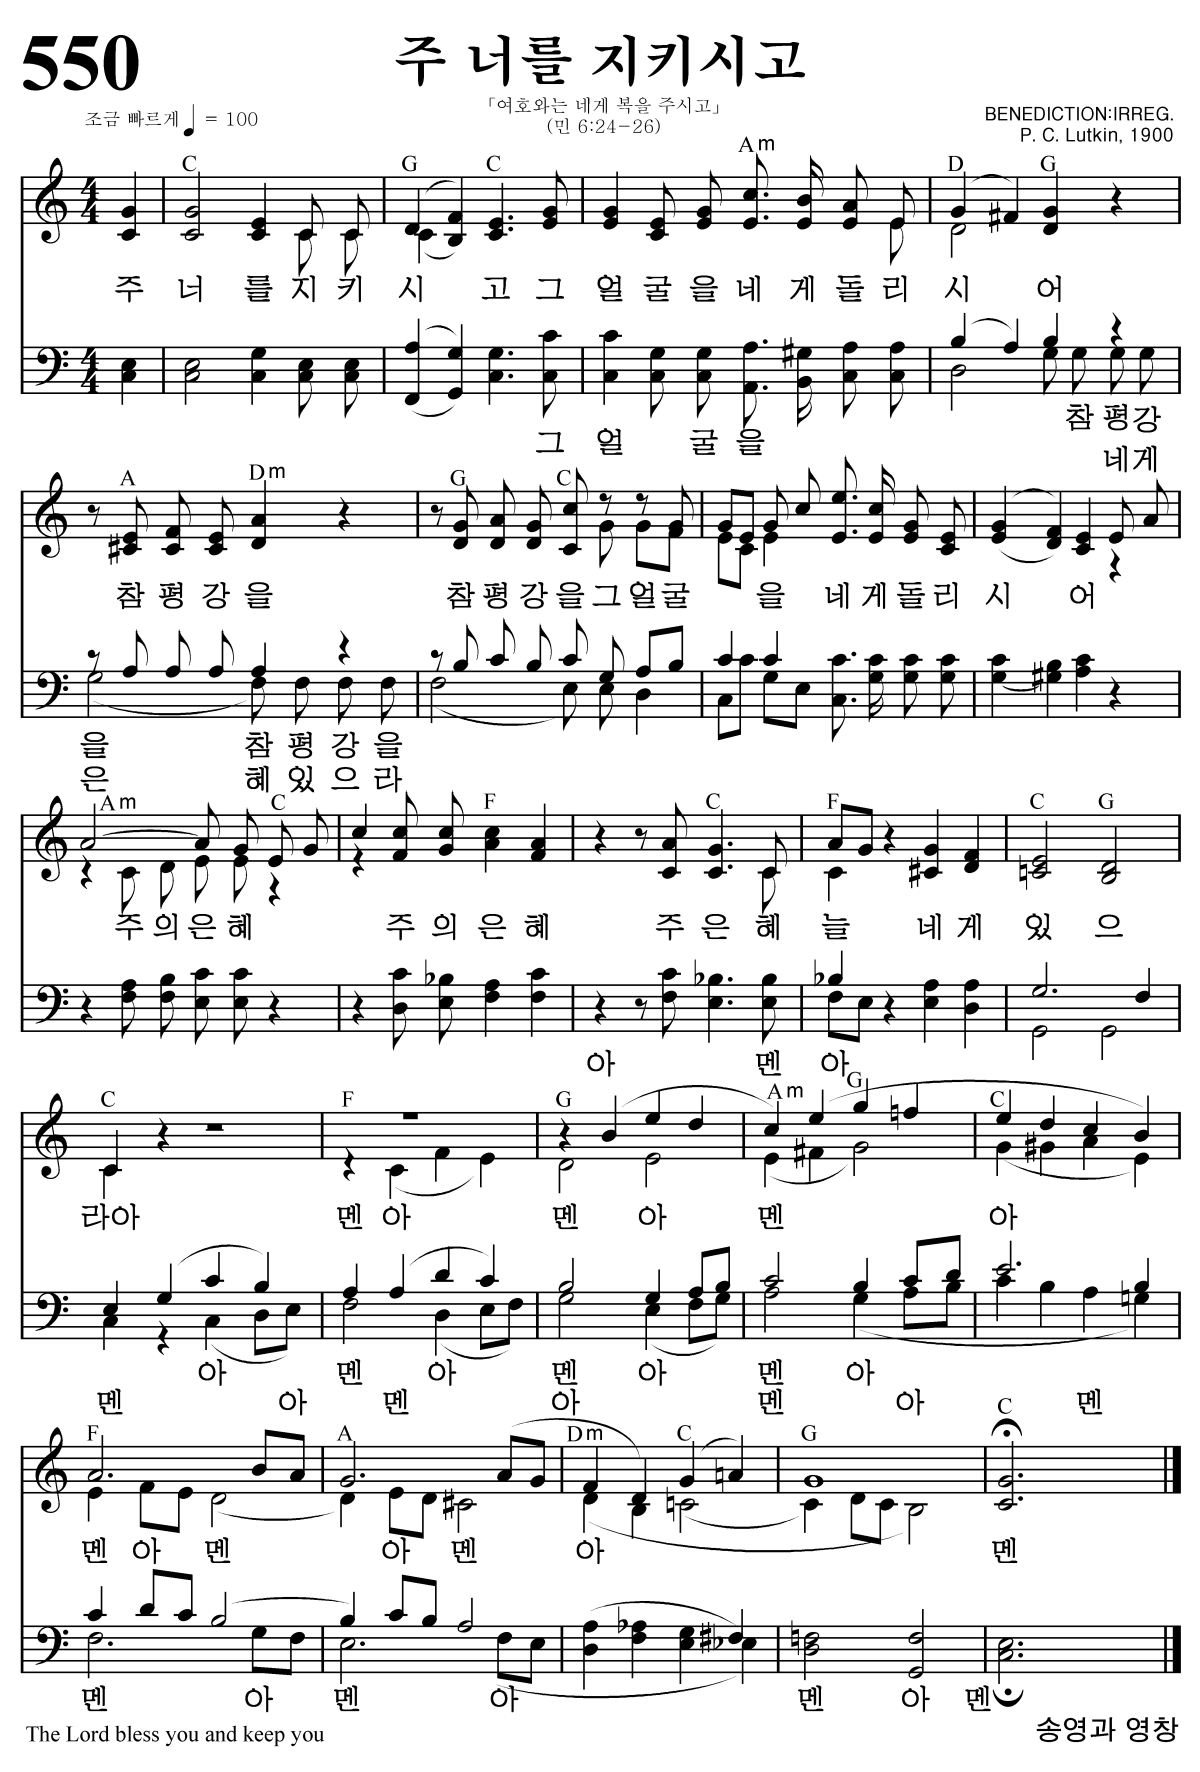 550
주 너를 지키시고
조금 빠르게 ♩ = 100
「여호와는 네게 복을 주시고」
(민 6:24-26)
BENEDICTION:IRREG.
P. C. Lutkin, 1900
C G C Am D G
주 너 를 지 키 시 고 그 얼 굴 을 네 게 돌 리 시 어
참 평 강
그 얼 굴 을
네 게
A Dm G C
참 평 강 을 참 평 강 을 그 얼 굴 을 네 게 돌 리 시 어
을 참 평 강 을
은 혜 있 으 라
Am C F C F C G
주 의 은 혜 주 의 은 혜 주 은 혜 늘 네 게 있 으
아 멘 아
C F G Am G C
라 아 멘 아 멘 아 멘 아
아 멘 아 멘 아 멘 아
멘 아 멘 아 멘 아 멘
F A Dm C G C
멘 아 멘 아 멘 아 멘
멘 아 멘 아 멘 아 멘
The Lord bless you and keep you
송영과 영창